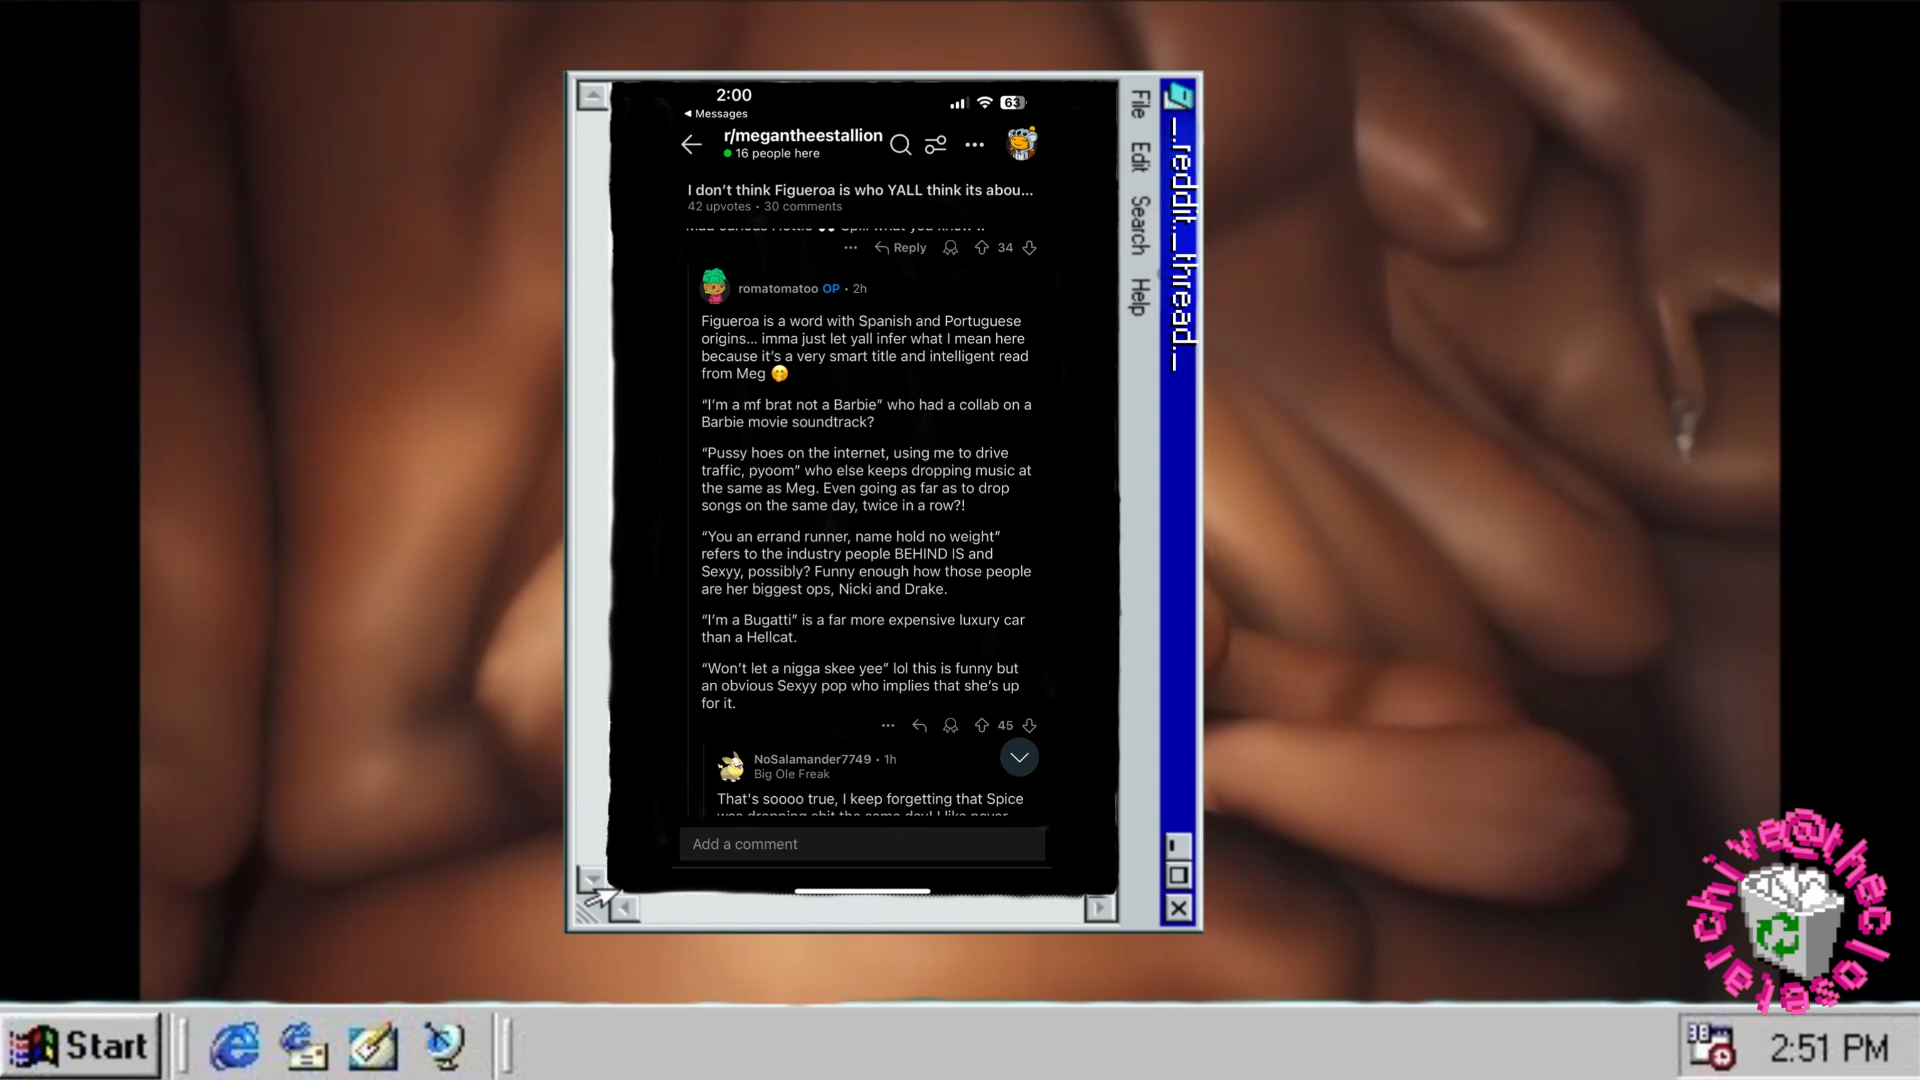 2:00
63
Messages
r/megantheestallion
16 people here
I don't think Figueroa is who YALL think its abou...
42 upvotes • 30 comments
Reply
34
romatomatoo OP • 2h
Figueroa is a word with Spanish and Portuguese
origins... imma just let yall infer what I mean here
because it's a very smart title and intelligent read
from Meg 🤭
“I'm a mf brat not a Barbie” who had a collab on a
Barbie movie soundtrack?
“Pussy hoes on the internet, using me to drive
traffic, pyoom” who else keeps dropping music at
the same as Meg. Even going as far as to drop
songs on the same day, twice in a row?!
“You an errand runner, name hold no weight”
refers to the industry people BEHIND IS and
Sexyy, possibly? Funny enough how those people
are her biggest ops, Nicki and Drake.
“I'm a Bugatti” is a far more expensive luxury car
than a Hellcat.
“Won't let a nigga skee yee” lol this is funny but
an obvious Sexyy pop who implies that she's up
for it.
45
NoSalamander7749 • 1h
Big Ole Freak
That's soooo true, I keep forgetting that Spice
Add a comment
File Edit Search Help
_.reddit._.thread._
Start
2:51 PM